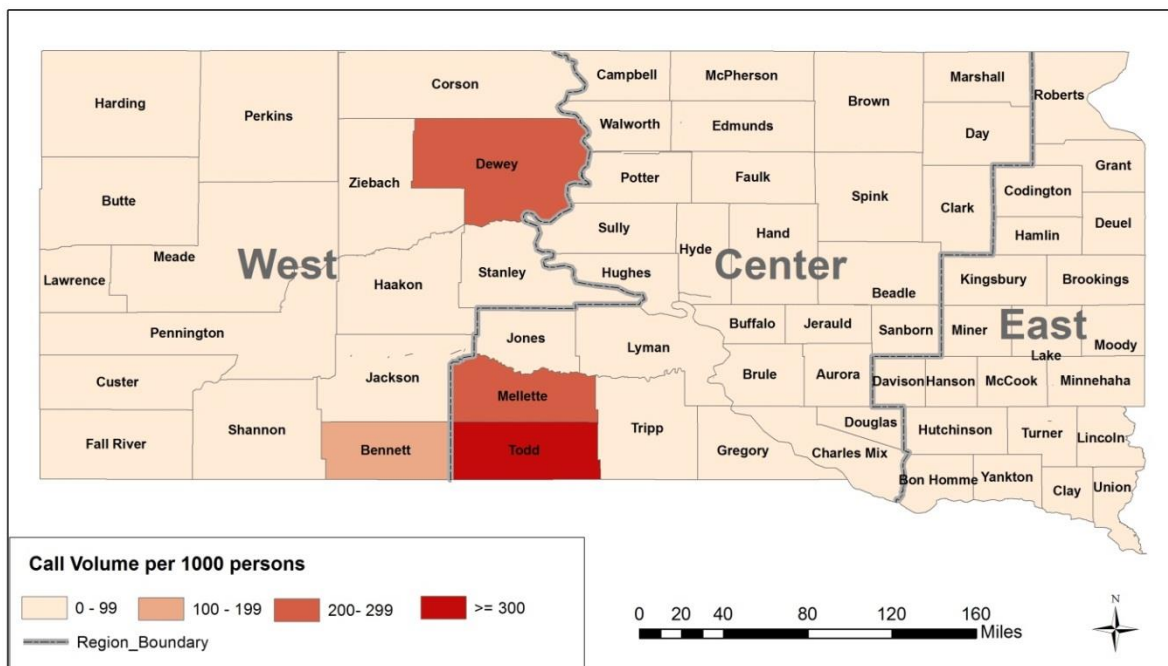 Campbell
McPherson
Marshall
Harding
Corson
Brown
Roberts
Perkins
Walworth
Edmunds
Day
Dewey
Grant
Ziebach
Potter
Faulk
Codington
Butte
Spink
Clark
Deuel
Sully
Hand
Hamlin
Hyde
Meade
West
Center
Stanley
Hughes
Lawrence
Haakon
Kingsbury
Brookings
Beadle
Pennington
Buffalo
Jerauld
Sanborn
Miner
East
Jones
Lyman
Moody
Lake
Custer
Jackson
Brule
Aurora
Davison
Hanson
McCook
Minnehaha
Mellette
Fall River
Shannon
Bennett
Todd
Tripp
Gregory
Douglas
Charles Mix
Hutchinson
Turner
Lincoln
Bon Homme
Yankton
Clay
Union
Call Volume per 1000 persons
0 - 99
100 - 199
200- 299
>= 300
Region_Boundary
0 20 40 80 120 160
Miles
N